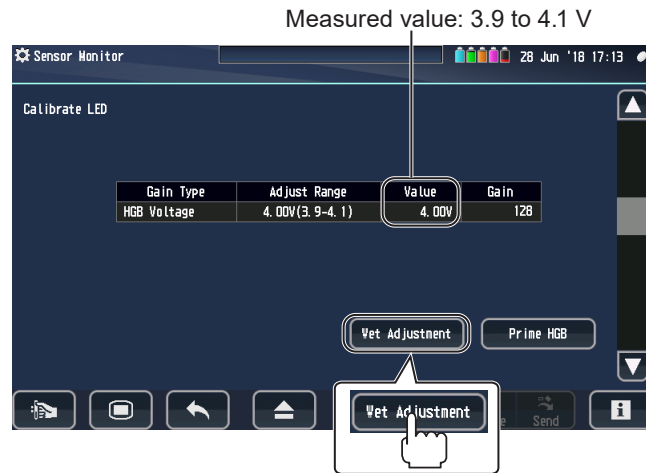 Measured value: 3.9 to 4.1 V
Sensor Monitor
28 Jun '18 17:13
Calibrate LED
Gain Type Adjust Range Value Gain
HGB Voltage 4.00V(3.9-4.1) 4.00V 128
Wet Adjustment Prime HGB
Wet Adjustment
Send